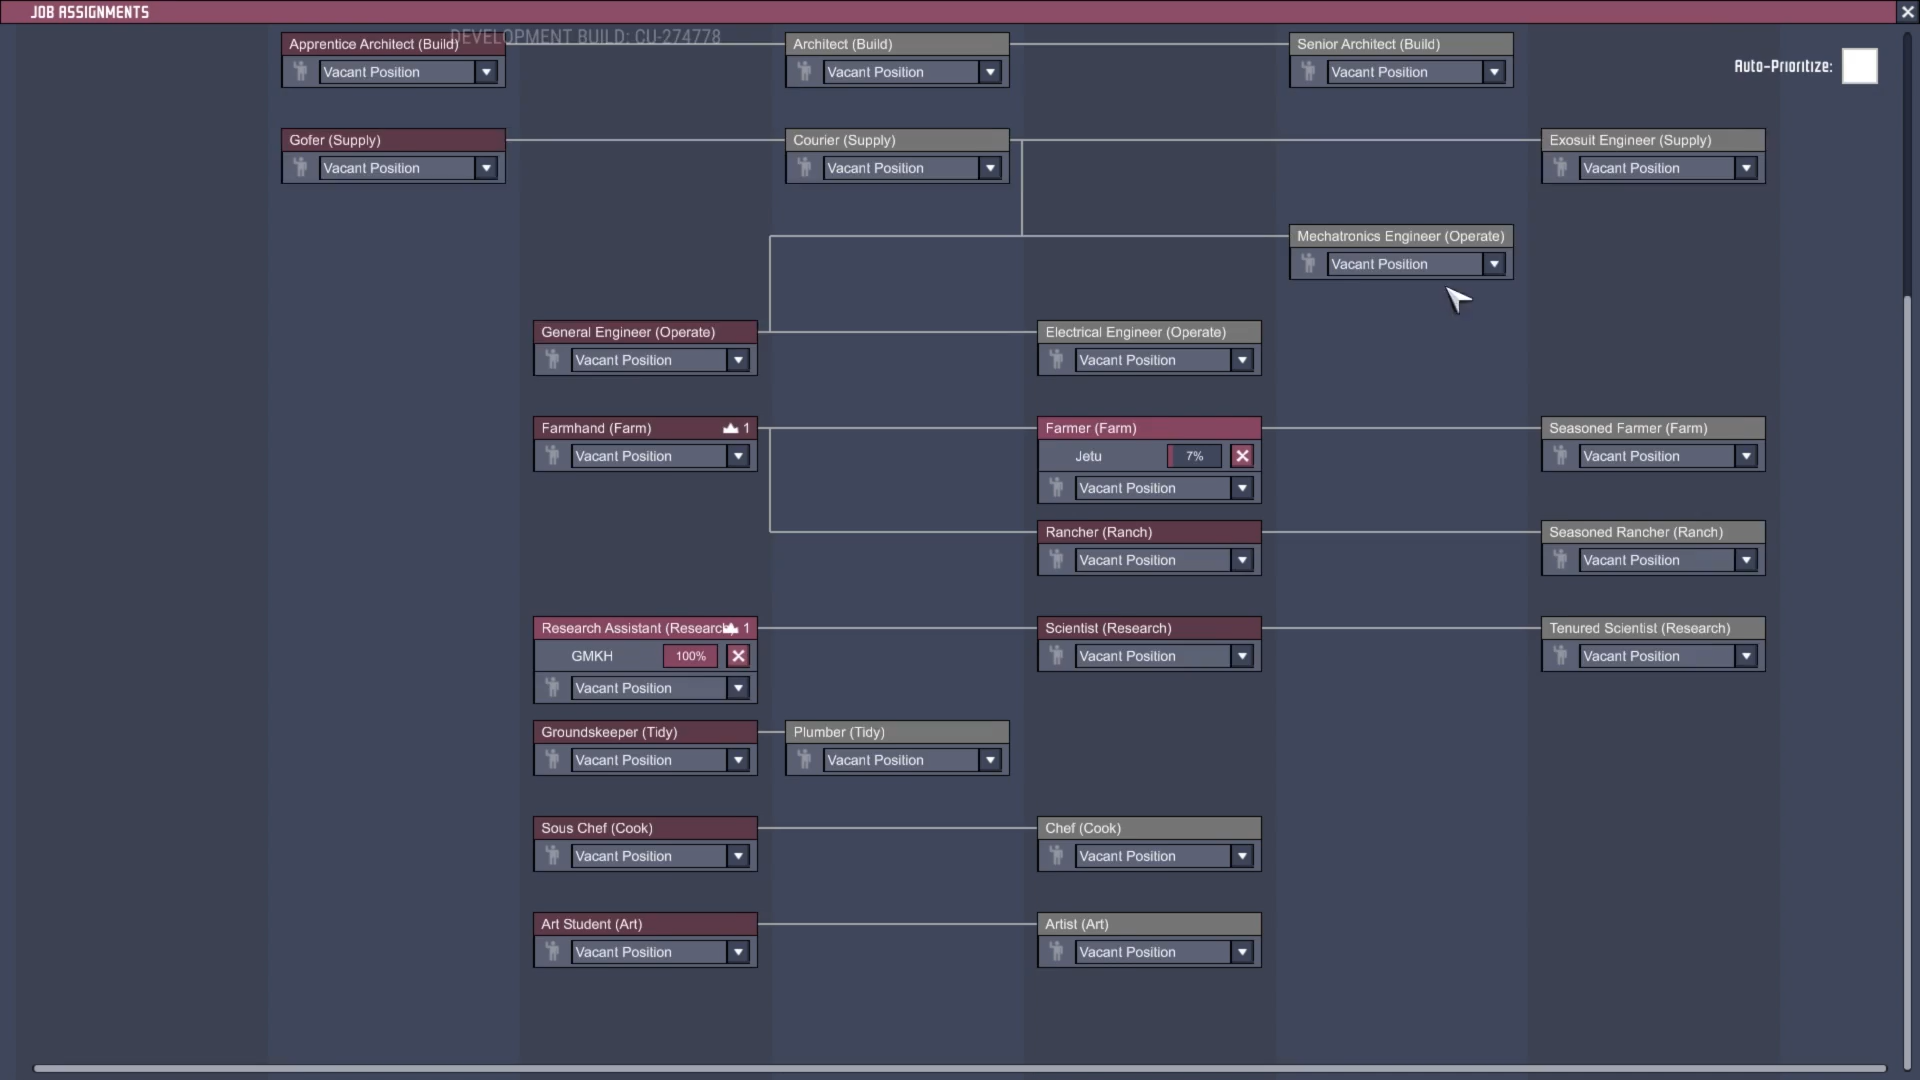 JOB ASSIGNMENTS
DEVELOPMENT BUILD: CU-274778
Auto-Prioritize:
Apprentice Architect (Build)
Vacant Position
Architect (Build)
Vacant Position
Senior Architect (Build)
Vacant Position
Gofer (Supply)
Vacant Position
Courier (Supply)
Vacant Position
Exosuit Engineer (Supply)
Vacant Position
Mechatronics Engineer (Operate)
Vacant Position
General Engineer (Operate)
Vacant Position
Electrical Engineer (Operate)
Vacant Position
Farmhand (Farm) 1
Vacant Position
Farmer (Farm)
Jetu 7%
Vacant Position
Seasoned Farmer (Farm)
Vacant Position
Rancher (Ranch)
Vacant Position
Seasoned Rancher (Ranch)
Vacant Position
Research Assistant (Research) 1
GMKH 100%
Vacant Position
Scientist (Research)
Vacant Position
Tenured Scientist (Research)
Vacant Position
Groundskeeper (Tidy)
Vacant Position
Plumber (Tidy)
Vacant Position
Sous Chef (Cook)
Vacant Position
Chef (Cook)
Vacant Position
Art Student (Art)
Vacant Position
Artist (Art)
Vacant Position